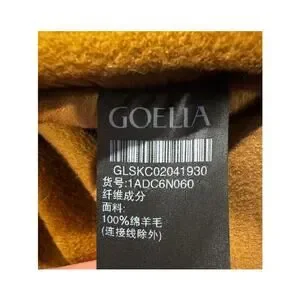 GOELIA
GLSKC02041930
货号:1ADC6N060
纤维成分
面料:
100%绵羊毛
(连接线除外)